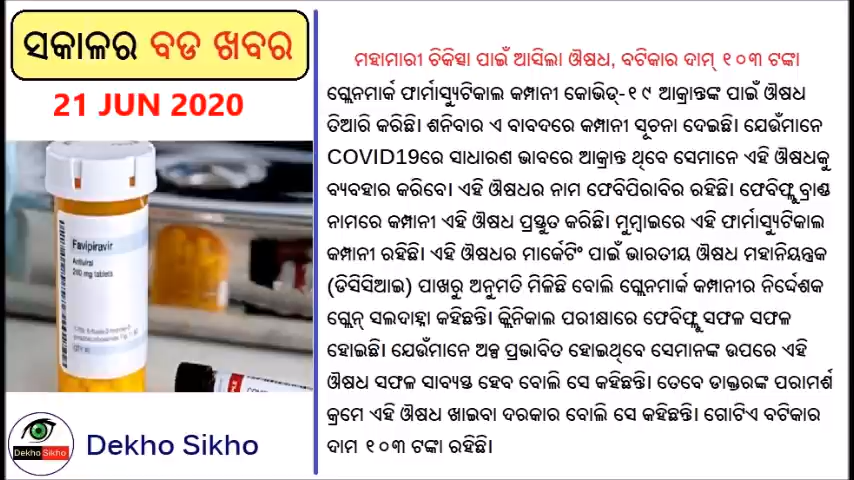 ସକାଳର ବଡ ଖବର
21 JUN 2020
Favipiravir
Antiviral
200 mg tablets
Dekho Sikho
Dekho Sikho
ମହାମାରୀ ଚିକିତ୍ସା ପାଇଁ ଆସିଲା ଔଷଧ, ବଟିକାର ଦାମ୍ ୧୦୩ ଟଙ୍କା
ଗ୍ଲେନମାର୍କ ଫାର୍ମାସ୍ୟୁଟିକାଲ କମ୍ପାନୀ କୋଭିଡ୍-୧୯ ଆକ୍ରାନ୍ତଙ୍କ ପାଇଁ ଔଷଧ
ତିଆରି କରିଛି। ଶନିବାର ଏ ବାବଦରେ କମ୍ପାନୀ ସୂଚନା ଦେଇଛି। ଯେଉଁମାନେ
COVID19ରେ ସାଧାରଣ ଭାବରେ ଆକ୍ରାନ୍ତ ଥିବେ ସେମାନେ ଏହି ଔଷଧକୁ
ବ୍ୟବହାର କରିବେ। ଏହି ଔଷଧର ନାମ ଫେବିପିରାବିର ରହିଛି। ଫେବିଫ୍ଲୁ ବ୍ରାଣ୍ଡ
ନାମରେ କମ୍ପାନୀ ଏହି ଔଷଧ ପ୍ରସ୍ତୁତ କରିଛି। ମୁମ୍ବାଇରେ ଏହି ଫାର୍ମାସ୍ୟୁଟିକାଲ
କମ୍ପାନୀ ରହିଛି। ଏହି ଔଷଧର ମାର୍କେଟିଂ ପାଇଁ ଭାରତୀୟ ଔଷଧ ମହାନିୟନ୍ତ୍ରକ
(ଡିସିସିଆଇ) ପାଖରୁ ଅନୁମତି ମିଳିଛି ବୋଲି ଗ୍ଲେନମାର୍କ କମ୍ପାନୀର ନିର୍ଦ୍ଦେଶକ
ଗ୍ଲେନ୍ ସଲଦାହ୍ନା କହିଛନ୍ତି। କ୍ଲିନିକାଲ ପରୀକ୍ଷାରେ ଫେବିଫ୍ଲୁ ସଫଳ ସଫଳ
ହୋଇଛି। ଯେଉଁମାନେ ଅଳ୍ପ ପ୍ରଭାବିତ ହୋଇଥିବେ ସେମାନଙ୍କ ଉପରେ ଏହି
ଔଷଧ ସଫଳ ସାବ୍ୟସ୍ତ ହେବ ବୋଲି ସେ କହିଛନ୍ତି। ତେବେ ଡାକ୍ତରଙ୍କ ପରାମର୍ଶ
କ୍ରମେ ଏହି ଔଷଧ ଖାଇବା ଦରକାର ବୋଲି ସେ କହିଛନ୍ତି। ଗୋଟିଏ ବଟିକାର
ଦାମ ୧୦୩ ଟଙ୍କା ରହିଛି।